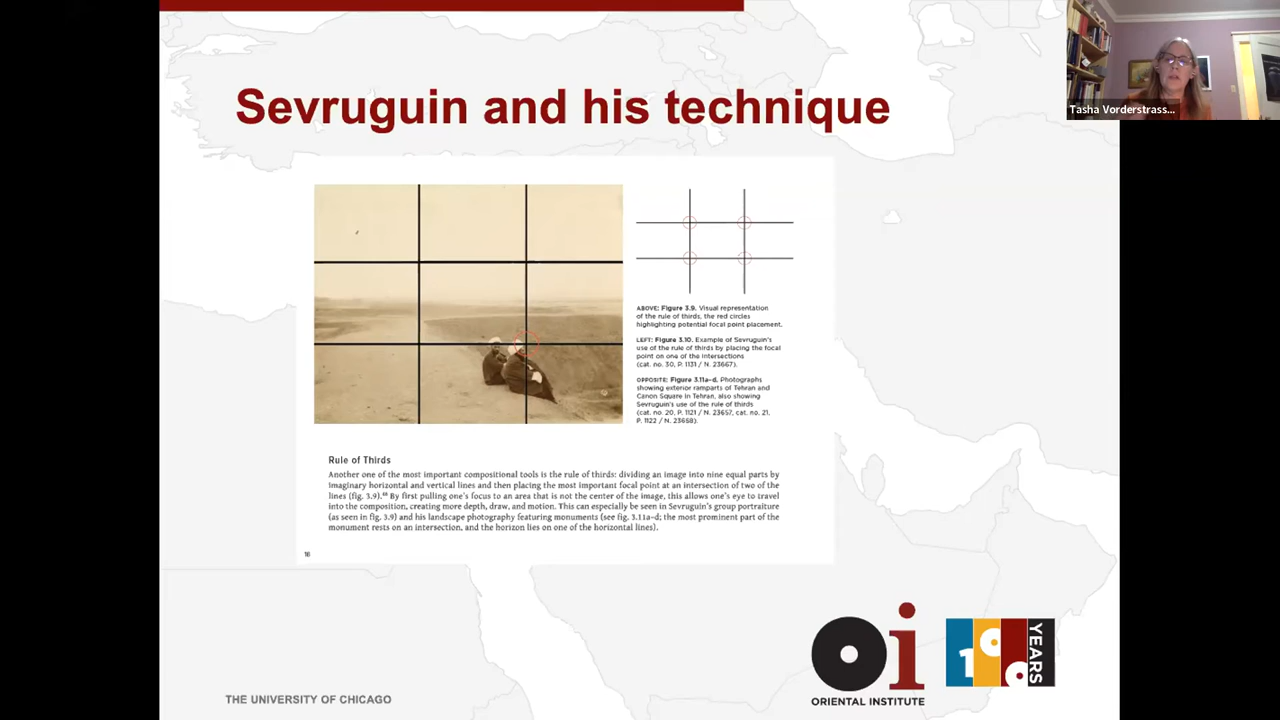 Sevruguin and his technique
Tasha Vorderstrass...
ABOVE: Figure 3.9. Visual representation
of the rule of thirds, the red circles
highlighting potential focal point placement.
LEFT: Figure 3.10. Example of Sevruguin's
use of the rule of thirds by placing the focal
point on one of the intersections
(cat. no. 30, P. 1131 / N. 23667).
OPPOSITE: Figure 3.11a-d. Photographs
showing exterior ramparts of Tehran and
Canon Square in Tehran, also showing
Sevruguin's use of the rule of thirds
(cat. no. 20, P. 1121 / N. 23657, cat. no. 21,
P. 1122 / N. 23658).
Rule of Thirds
Another one of the most important compositional tools is the rule of thirds: dividing an image into nine equal parts by
imaginary horizontal and vertical lines and then placing the most important focal point at an intersection of two of the
lines (fig. 3.9). By first pulling one's focus to an area that is not the center of the image, this allows one's eye to travel
into the composition, creating more depth, draw, and motion. This can especially be seen in Sevruguin's group portraiture
(as seen in fig. 3.9) and his landscape photography featuring monuments (see fig. 3.11a-d; the most prominent part of the
monument rests on an intersection, and the horizon lies on one of the horizontal lines).
oi
ORIENTAL INSTITUTE
100
YEARS
THE UNIVERSITY OF CHICAGO